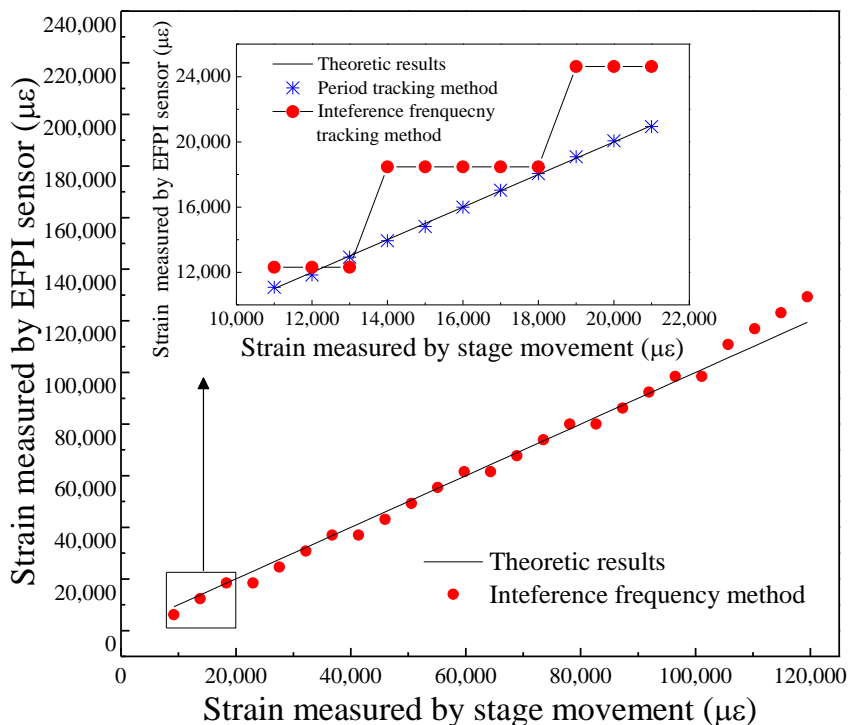 Strain measured by EFPI sensor (με)
240,000
220,000
200,000
180,000
160,000
140,000
120,000
100,000
80,000
60,000
40,000
20,000
0
Strain measured by EFPI sensor (με)
24,000
20,000
16,000
12,000
Theoretic results
Period tracking method
Inteference frenquecny
tracking method
10,000 12,000 14,000 16,000 18,000 20,000 22,000
Strain measured by stage movement (με)
Theoretic results
Inteference frequency method
0 20,000 40,000 60,000 80,000 100,000 120,000
Strain measured by stage movement (με)